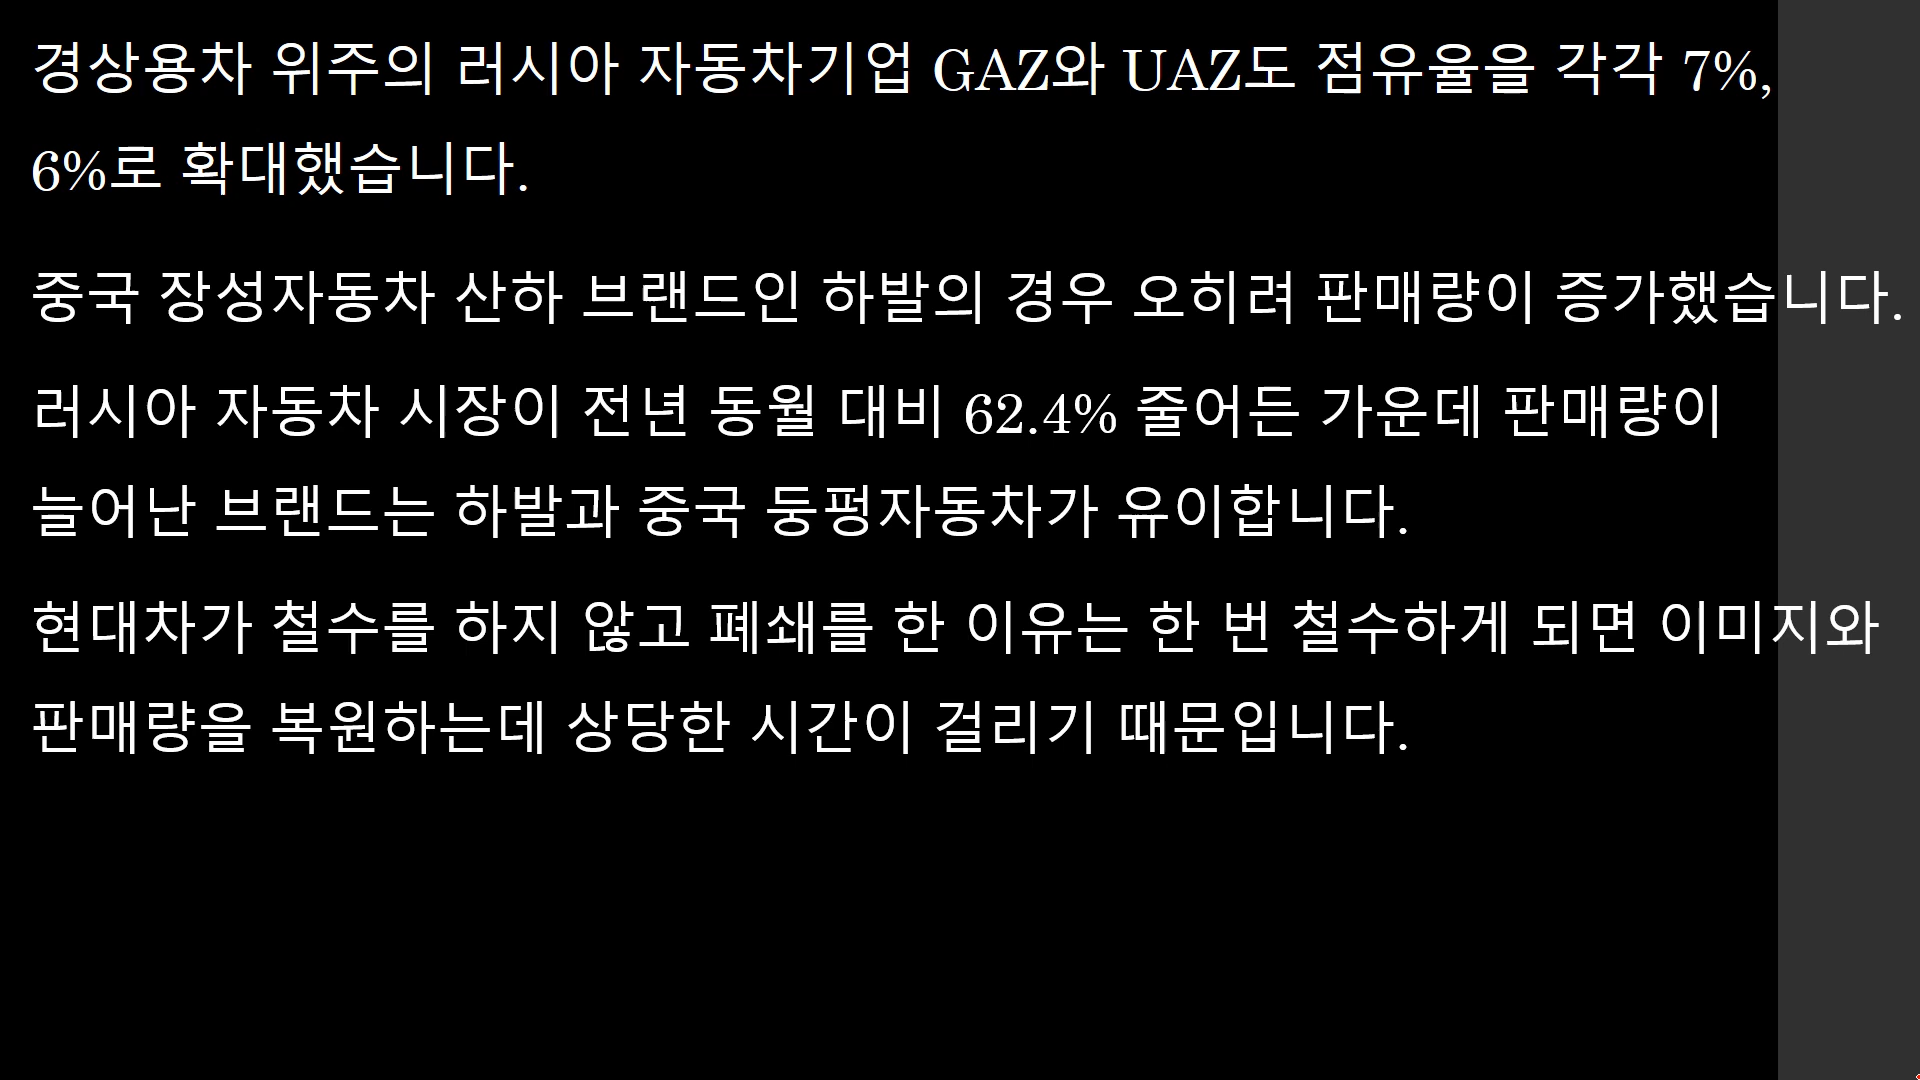 경상용차 위주의 러시아 자동차기업 GAZ와 UAZ도 점유율을 각각 7%,
6%로 확대했습니다.
중국 장성자동차 산하 브랜드인 하발의 경우 오히려 판매량이 증가했습니다.
러시아 자동차 시장이 전년 동월 대비 62.4% 줄어든 가운데 판매량이
늘어난 브랜드는 하발과 중국 둥펑자동차가 유이합니다.
현대차가 철수를 하지 않고 폐쇄를 한 이유는 한 번 철수하게 되면 이미지와
판매량을 복원하는데 상당한 시간이 걸리기 때문입니다.